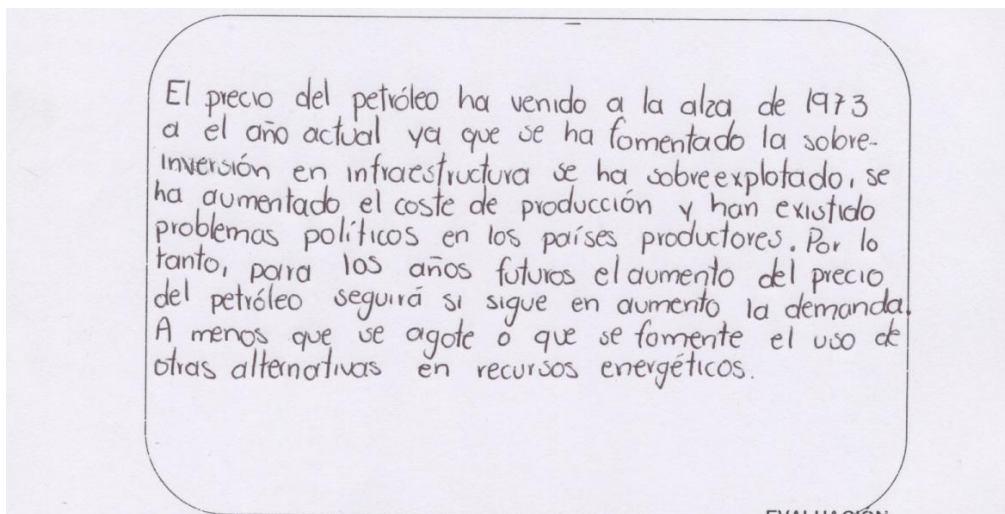 El precio del petróleo ha venido a la alza de 1973
a el año actual ya que se ha fomentado la sobre-
inversión en infraestructura se ha sobreexplotado, se
ha aumentado el coste de producción y han existido
problemas políticos en los países productores. Por lo
tanto, para los años futuros el aumento del precio
del petróleo seguirá si sigue en aumento la demanda.
A menos que se agote o que se fomente el uso de
otras alternativas en recursos energéticos.
EVALUACIÓN